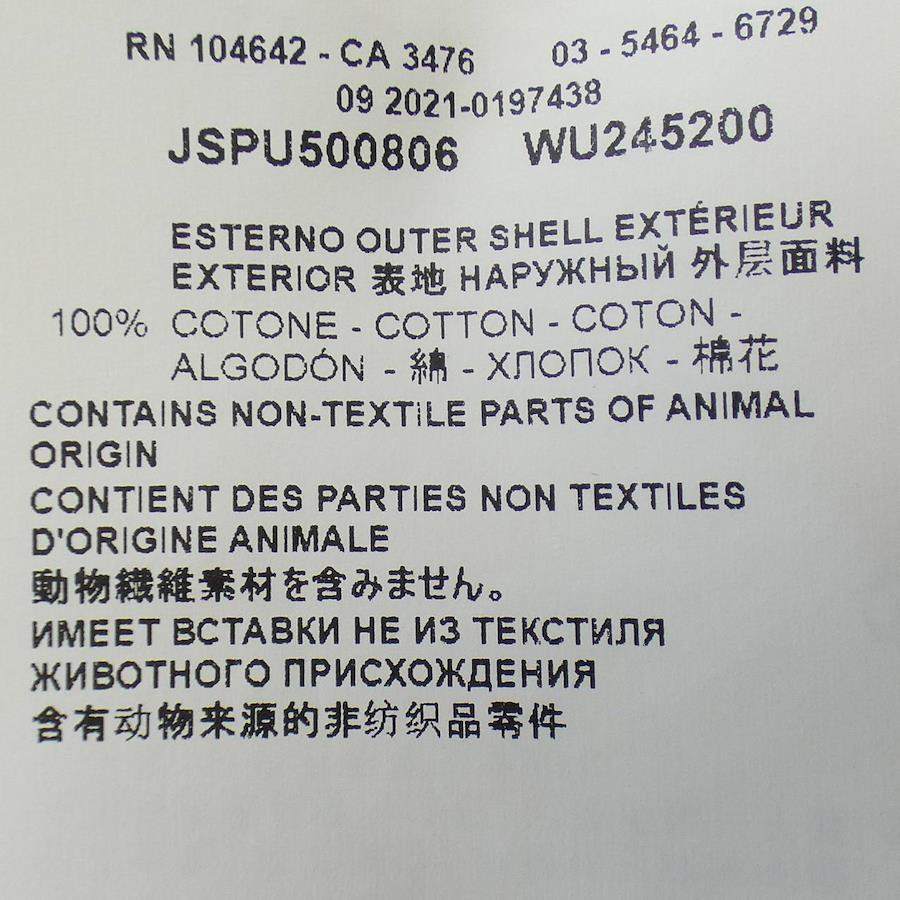 RN 104642 - CA 3476 03 - 5464 - 6729
09 2021-0197438
JSPU500806 WU245200
ESTERNO OUTER SHELL EXTÉRIEUR
EXTERIOR 表地 НАРУЖНЫЙ 外层面料
100% COTONE - COTTON - COTON -
ALGODÓN - 綿 - ХЛОПОК - 棉花
CONTAINS NON-TEXTILE PARTS OF ANIMAL
ORIGIN
CONTIENT DES PARTIES NON TEXTILES
D'ORIGINE ANIMALE
動物繊維素材を含みません。
ИМЕЕТ ВСТАВКИ НЕ ИЗ ТЕКСТИЛЯ
ЖИВОТНОГО ПРИСХОЖДЕНИЯ
含有动物来源的非纺织品零件